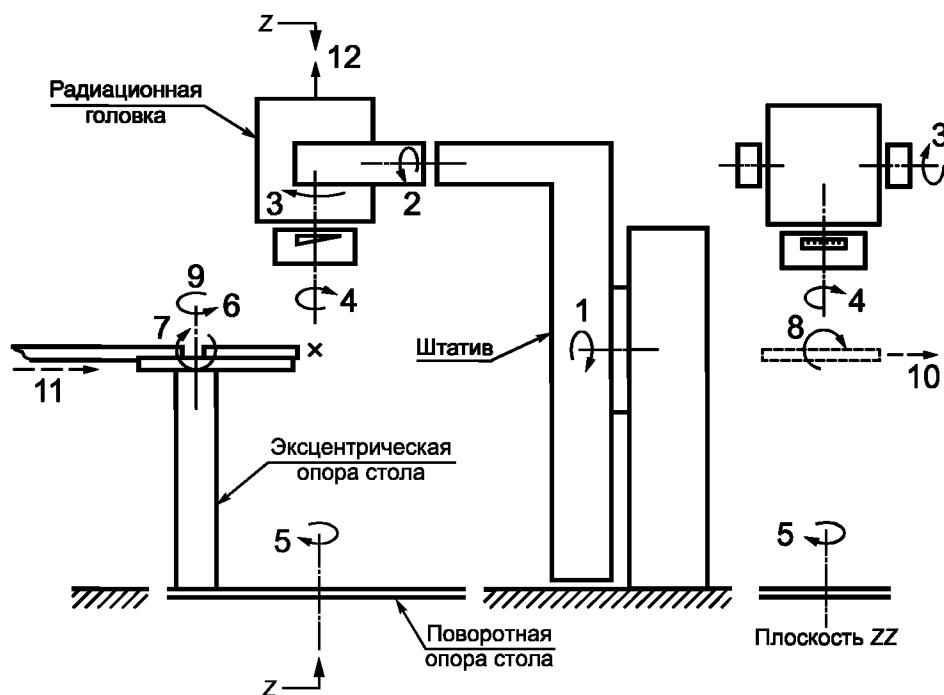 Z
12
Радиационная
головка
3
2
3
4
4
9
6
7
1
8
Штатив
11
10
Эксцентрическая
опора стола
5
5
Поворотная
опора стола
Плоскость ZZ
Z